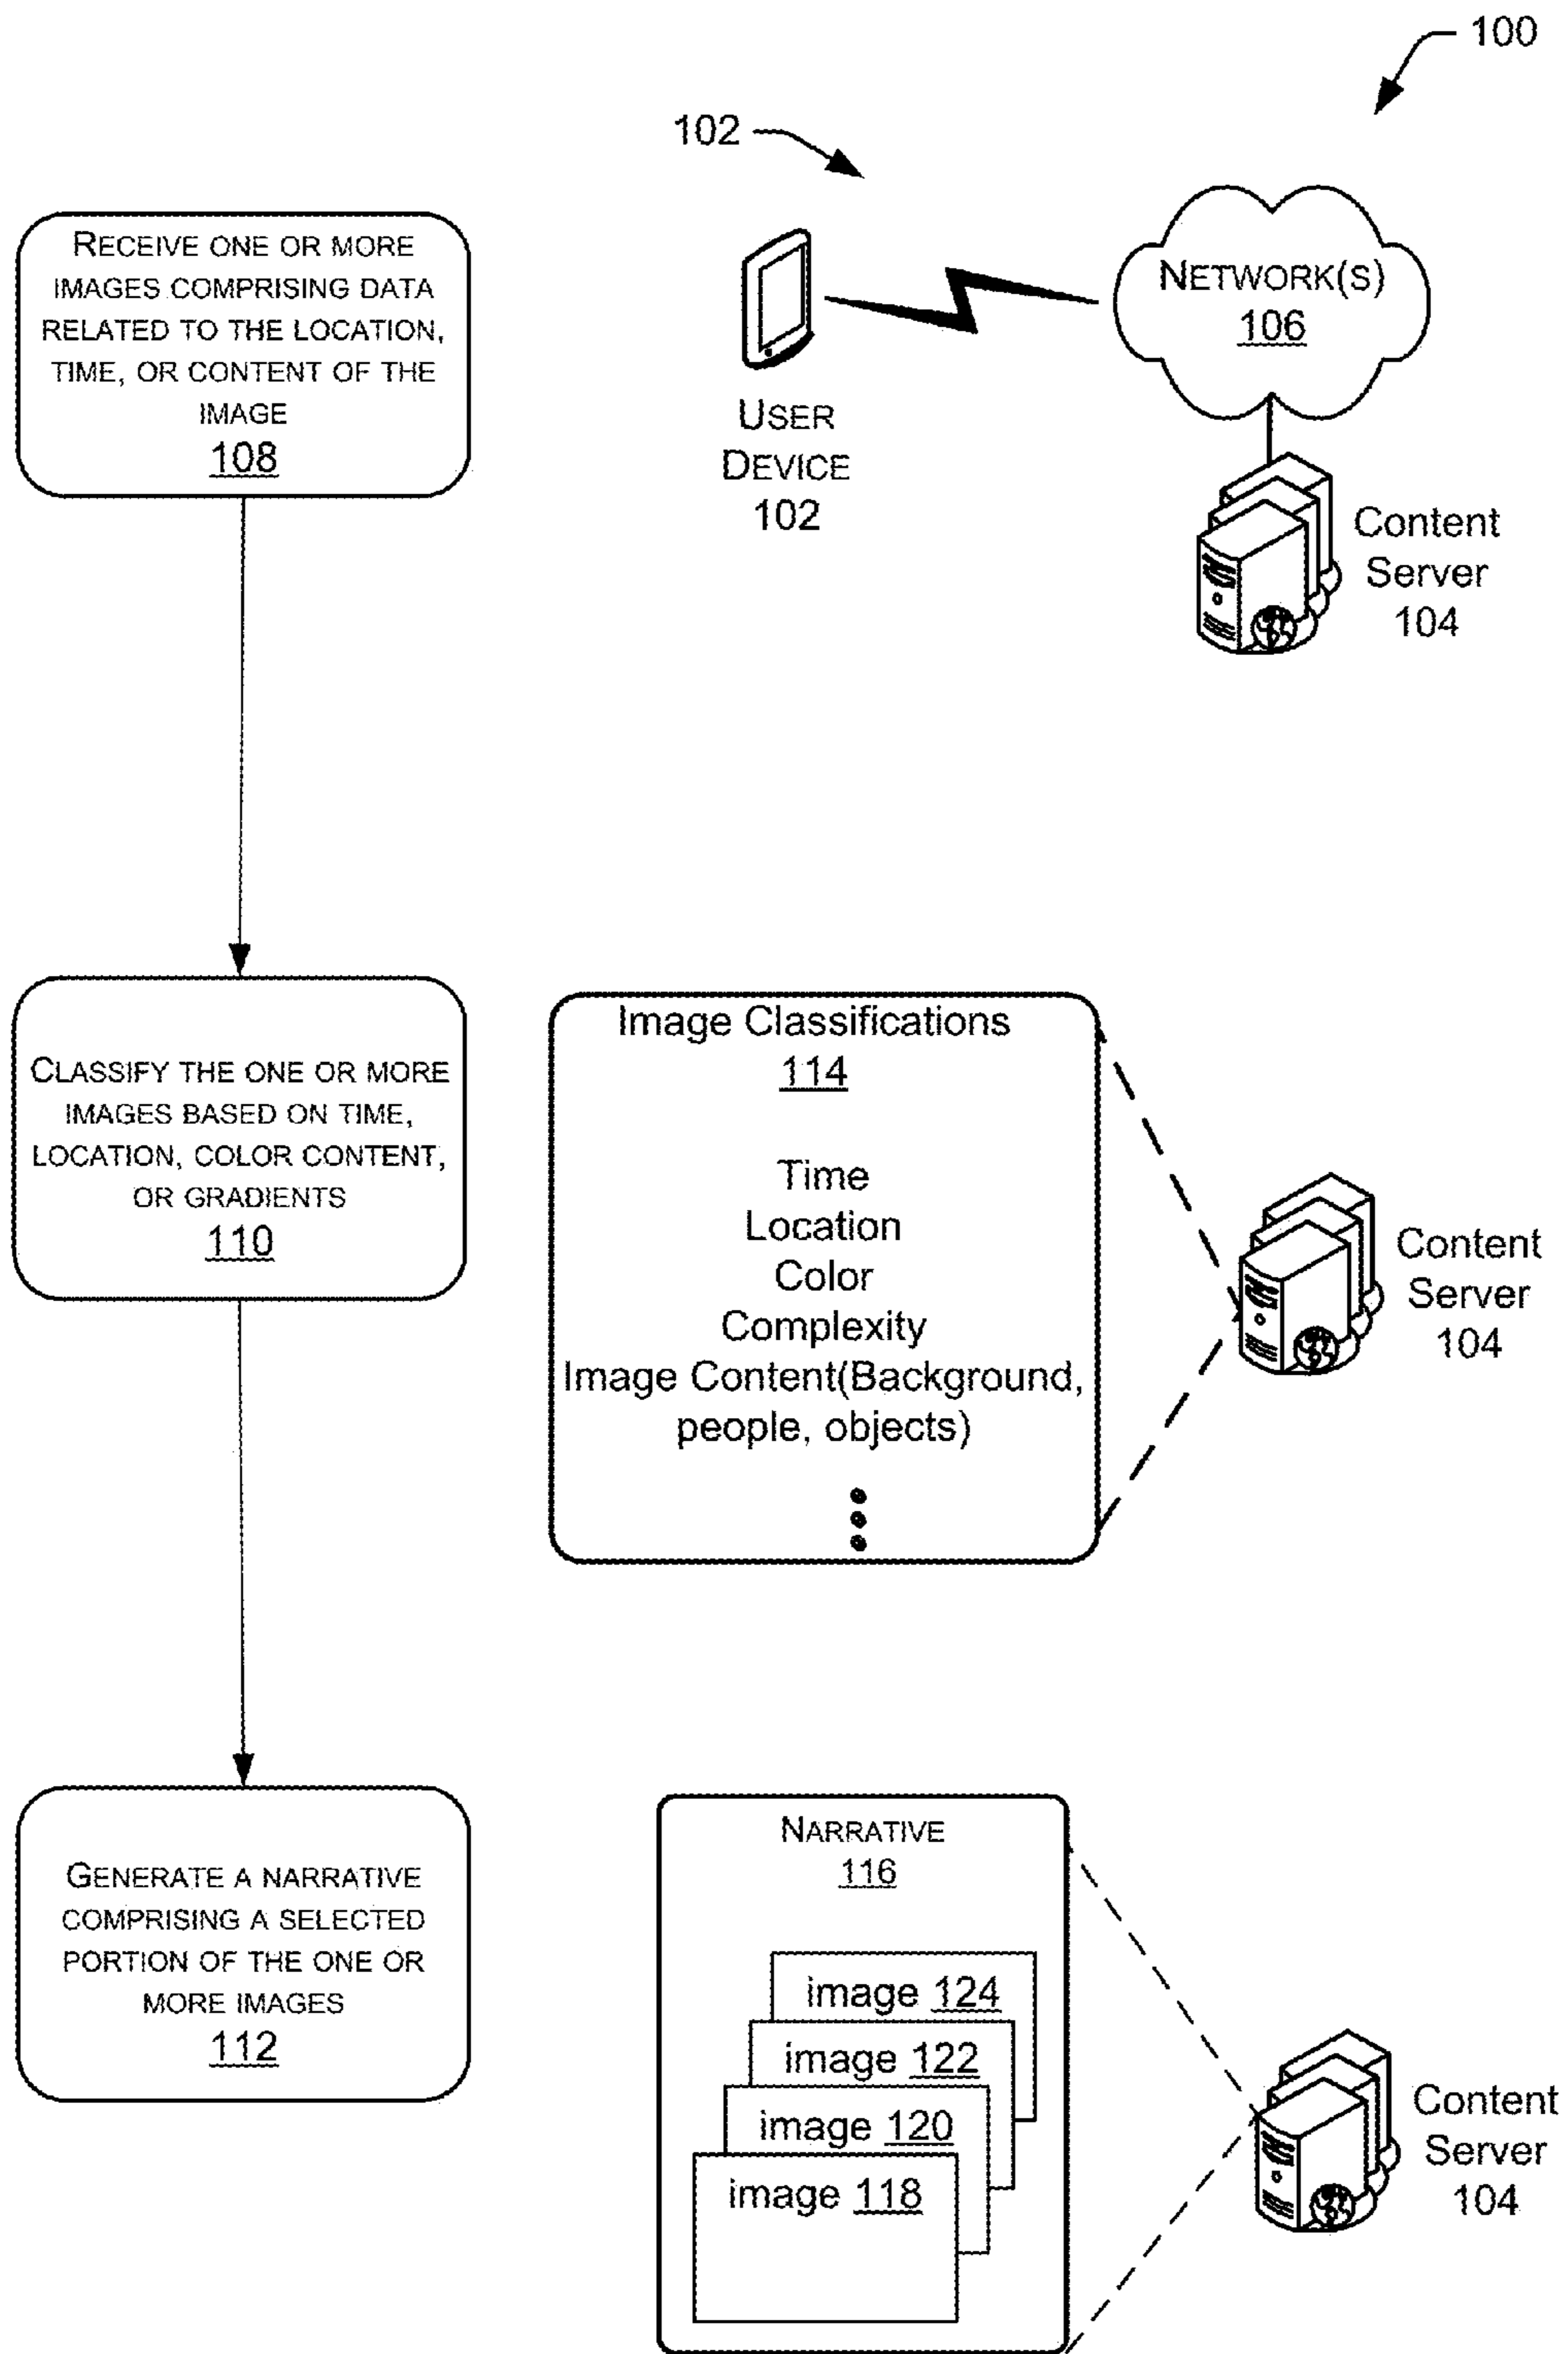 100
102
RECEIVE ONE OR MORE
IMAGES COMPRISING DATA
RELATED TO THE LOCATION,
TIME, OR CONTENT OF THE
IMAGE
108
USER
DEVICE
102
NETWORK(S)
106
Content
Server
104
CLASSIFY THE ONE OR MORE
IMAGES BASED ON TIME,
LOCATION, COLOR CONTENT,
OR GRADIENTS
110
Image Classifications
114
Time
Location
Color
Complexity
Image Content(Background,
people, objects)
Content
Server
104
GENERATE A NARRATIVE
COMPRISING A SELECTED
PORTION OF THE ONE OR
MORE IMAGES
112
NARRATIVE
116
image 124
image 122
image 120
image 118
Content
Server
104